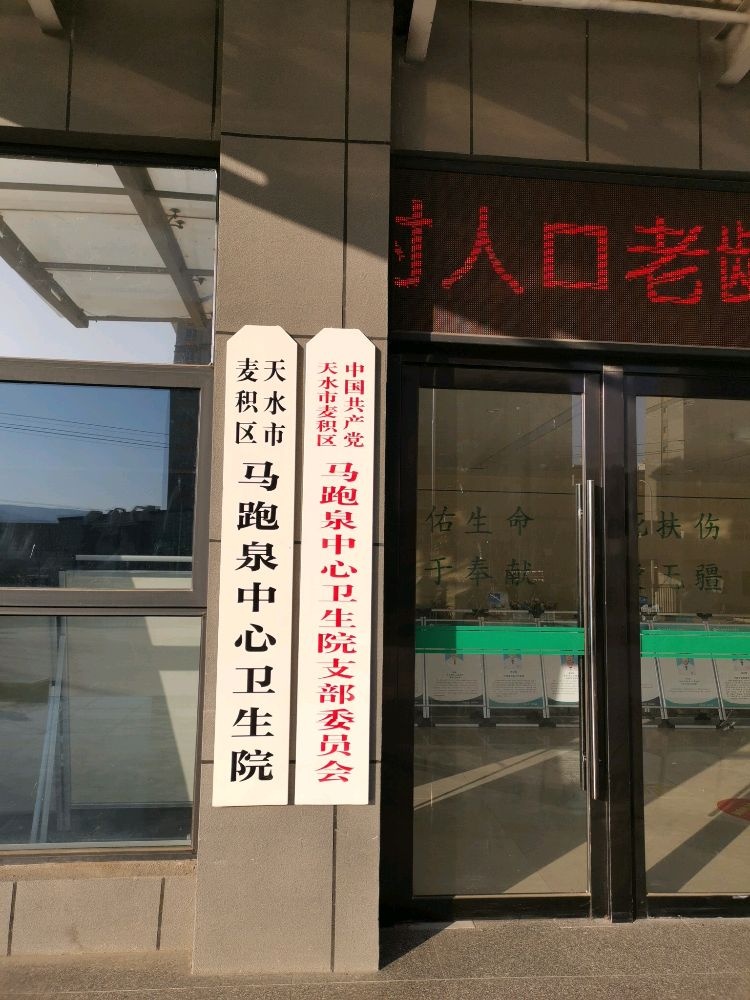 人口老龄
天水市
麦积区
马跑泉中心卫生院
中国共产党
天水市麦积区
马跑泉中心卫生院支部委员会
佑生命
于奉献
扶伤
无疆